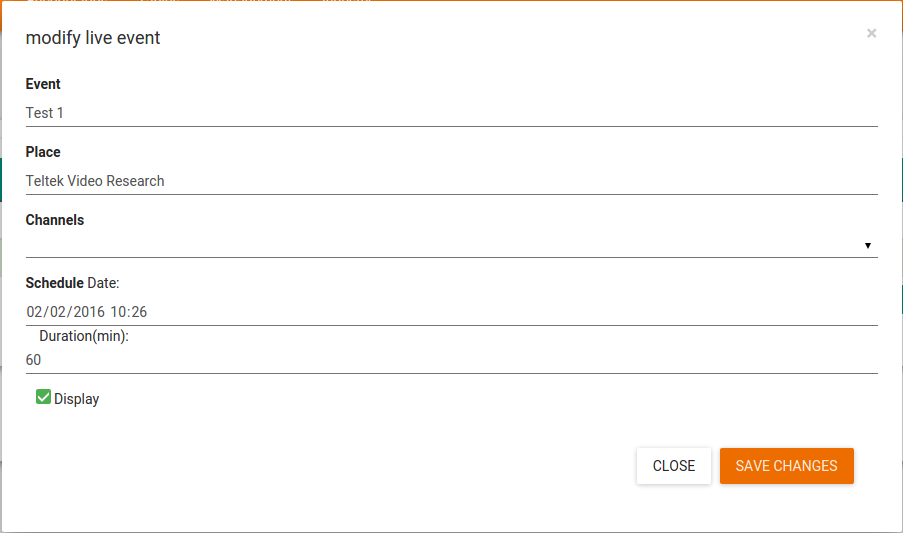 modify live event
×
Event
Test 1
Place
Teltek Video Research
Channels
Schedule Date:
02/02/2016 10:26
Duration(min):
60
Display
CLOSE SAVE CHANGES